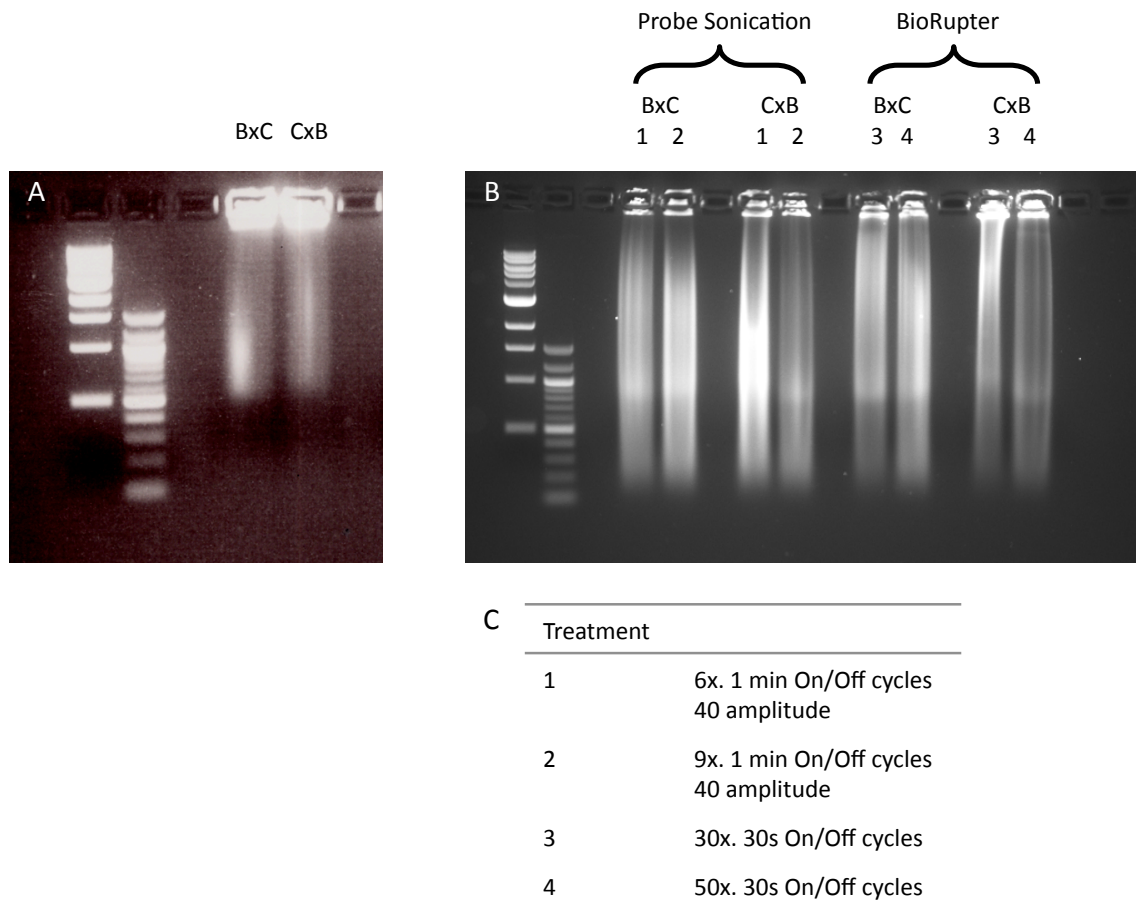 Probe Sonication BioRupter
BxC CxB BxC CxB
1 2 1 2 3 4 3 4
BxC CxB
A
B
C
Treatment
1 6x. 1 min On/Off cycles
40 amplitude
2 9x. 1 min On/Off cycles
40 amplitude
3 30x. 30s On/Off cycles
4 50x. 30s On/Off cycles